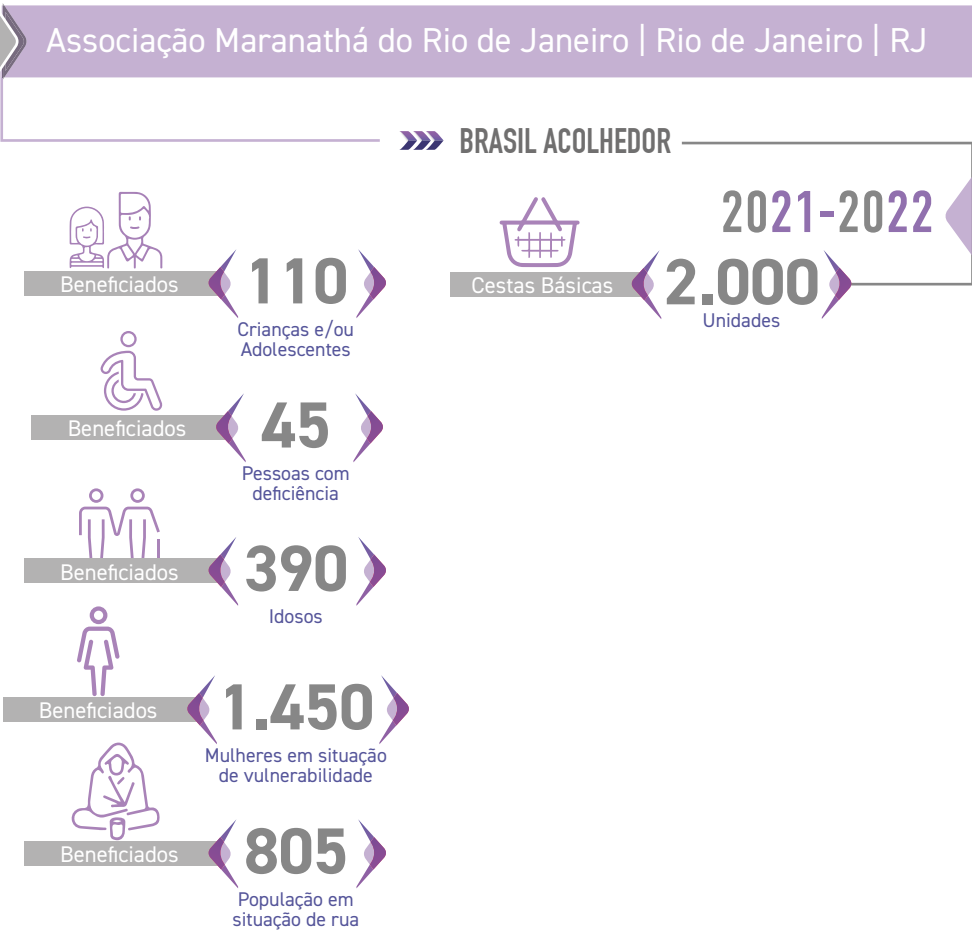 Associação Maranathá do Rio de Janeiro | Rio de Janeiro | RJ
BRASIL ACOLHEDOR
2021-2022
Beneficiados
110
Crianças e/ou
Adolescentes
Cestas Básicas
2.000
Unidades
Beneficiados
45
Pessoas com
deficiência
Beneficiados
390
Idosos
Beneficiados
1.450
Mulheres em situação
de vulnerabilidade
Beneficiados
805
População em
situação de rua